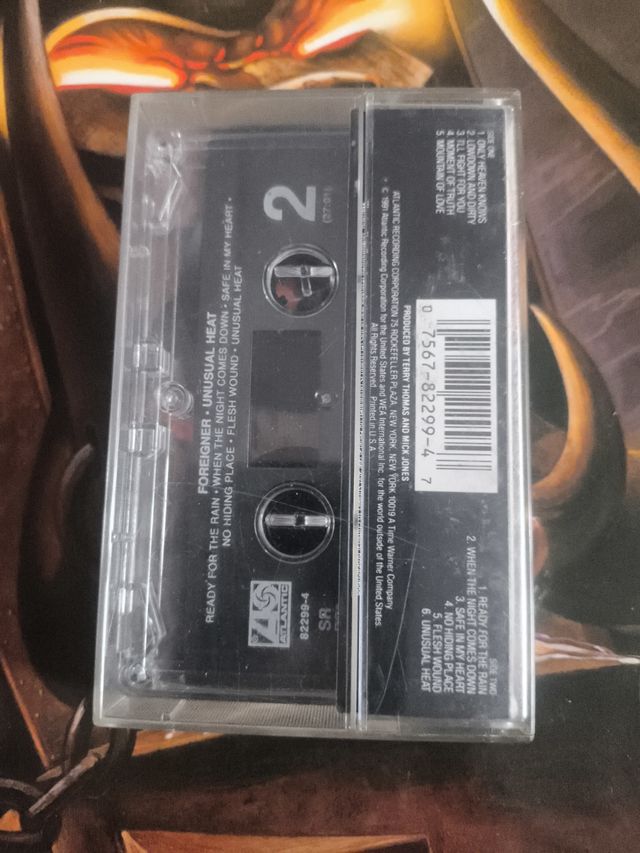 SIDE ONE
1. ONLY HEAVEN KNOWS
2. LOWDOWN AND DIRTY
3. I'LL FIGHT FOR YOU
4. MOMENT OF TRUTH
5. MOUNTAIN OF LOVE
0 7567-82299-4 7
SIDE TWO
1. READY FOR THE RAIN
2. WHEN THE NIGHT COMES DOWN
3. SAFE IN MY HEART
4. NO HIDING PLACE
5. FLESH WOUND
6. UNUSUAL HEAT
PRODUCED BY TERRY THOMAS AND MICK JONES
ATLANTIC RECORDING CORPORATION 75 ROCKEFELLER PLAZA, NEW YORK, NEW YORK 10019 A Time Warner Company
© 1991 Atlantic Recording Corporation for the United States and WEA International Inc. for the world outside of the United States.
All Rights Reserved. Printed in U.S.A.
2
FOREIGNER • UNUSUAL HEAT
READY FOR THE RAIN • WHEN THE NIGHT COMES DOWN • SAFE IN MY HEART •
NO HIDING PLACE • FLESH WOUND • UNUSUAL HEAT
ATLANTIC
82299-4
SR